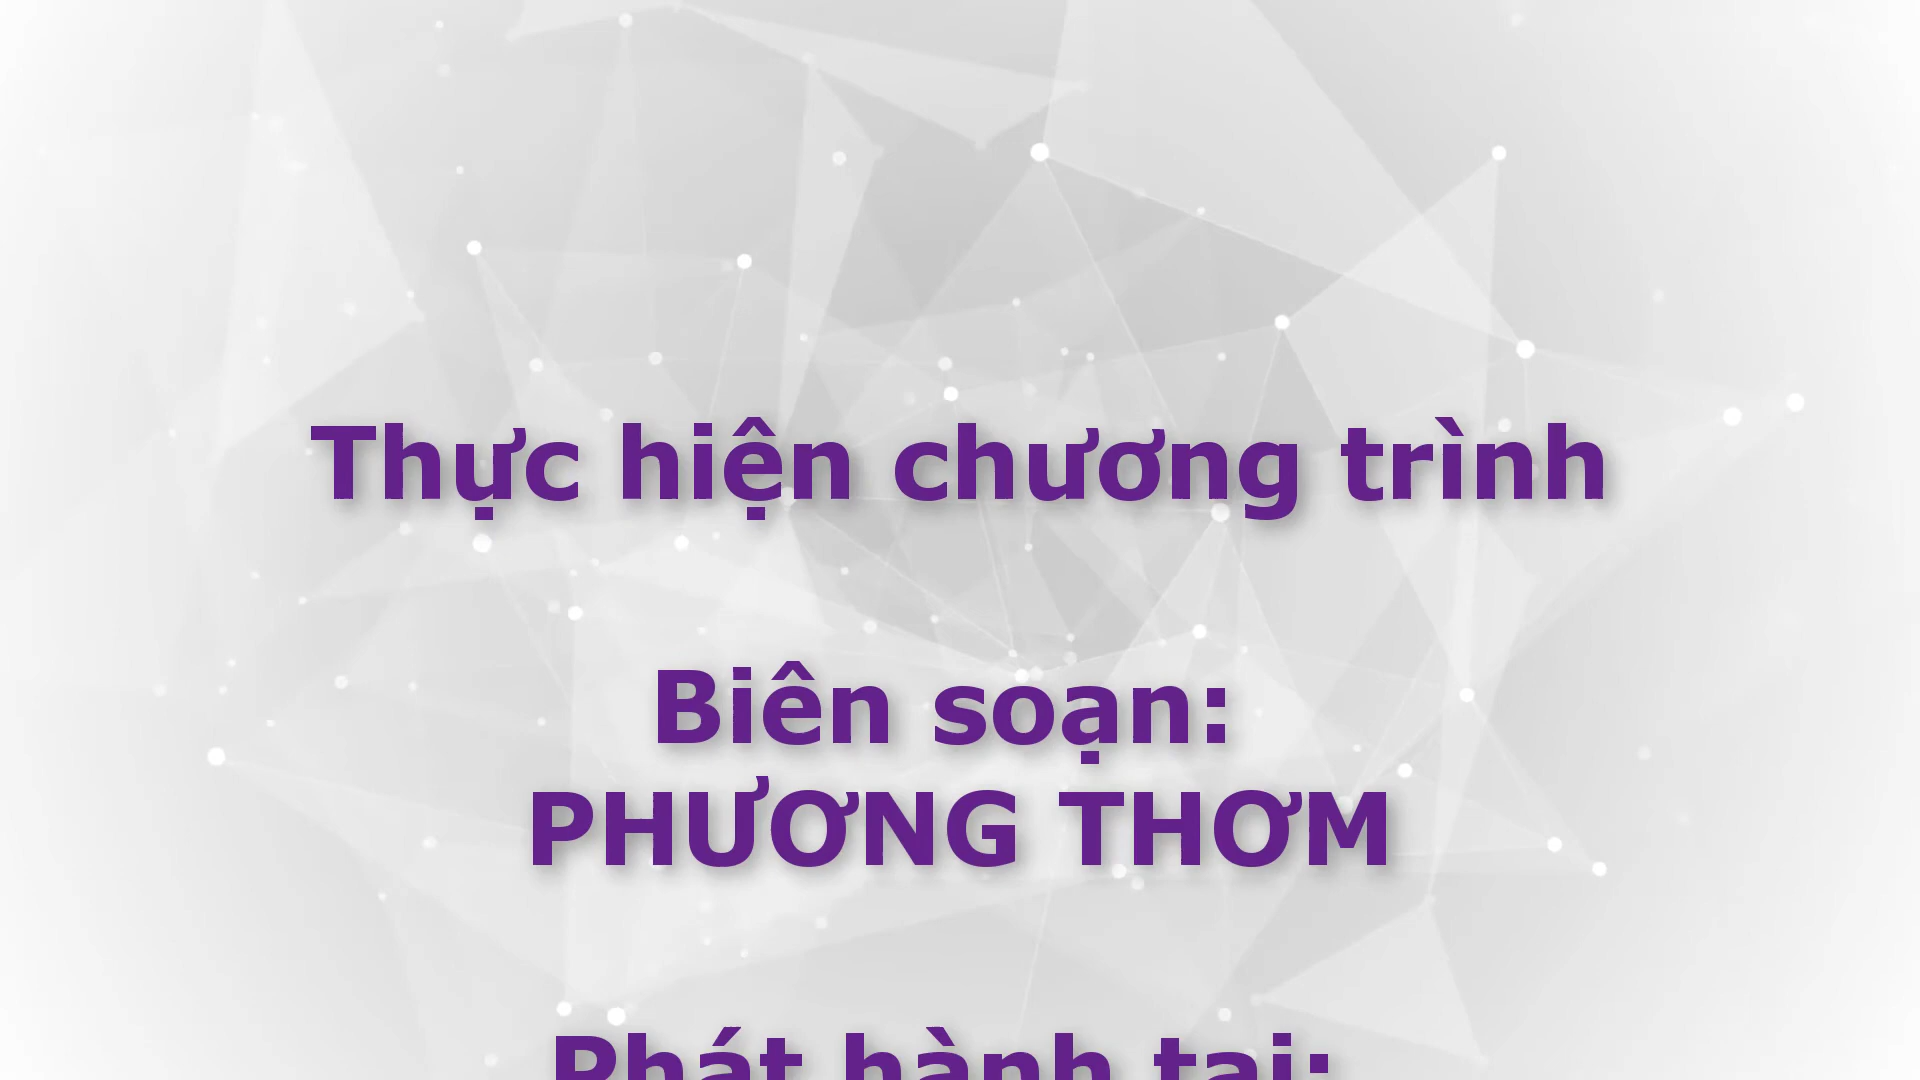 Thực hiện chương trình
Biên soạn:
PHƯƠNG THƠM
Phát hành tại: